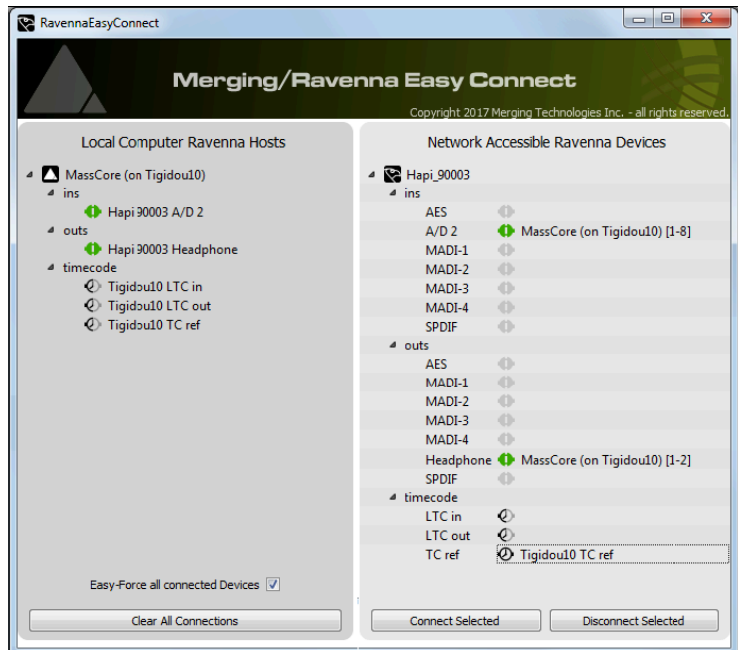 RavennaEasyConnect
Merging/Ravenna Easy Connect
Copyright 2017 Merging Technologies Inc. - all rights reserved.
Local Computer Ravenna Hosts
MassCore (on Tigidou10)
ins
Hapi 90003 A/D 2
outs
Hapi 90003 Headphone
timecode
Tigidou10 LTC in
Tigidou10 LTC out
Tigidou10 TC ref
Easy-Force all connected Devices
Clear All Connections
Network Accessible Ravenna Devices
Hapi_90003
ins
AES
A/D 2 MassCore (on Tigidou10) [1-8]
MADI-1
MADI-2
MADI-3
MADI-4
SPDIF
outs
AES
MADI-1
MADI-2
MADI-3
MADI-4
Headphone MassCore (on Tigidou10) [1-2]
SPDIF
timecode
LTC in
LTC out
TC ref Tigidou10 TC ref
Connect Selected
Disconnect Selected